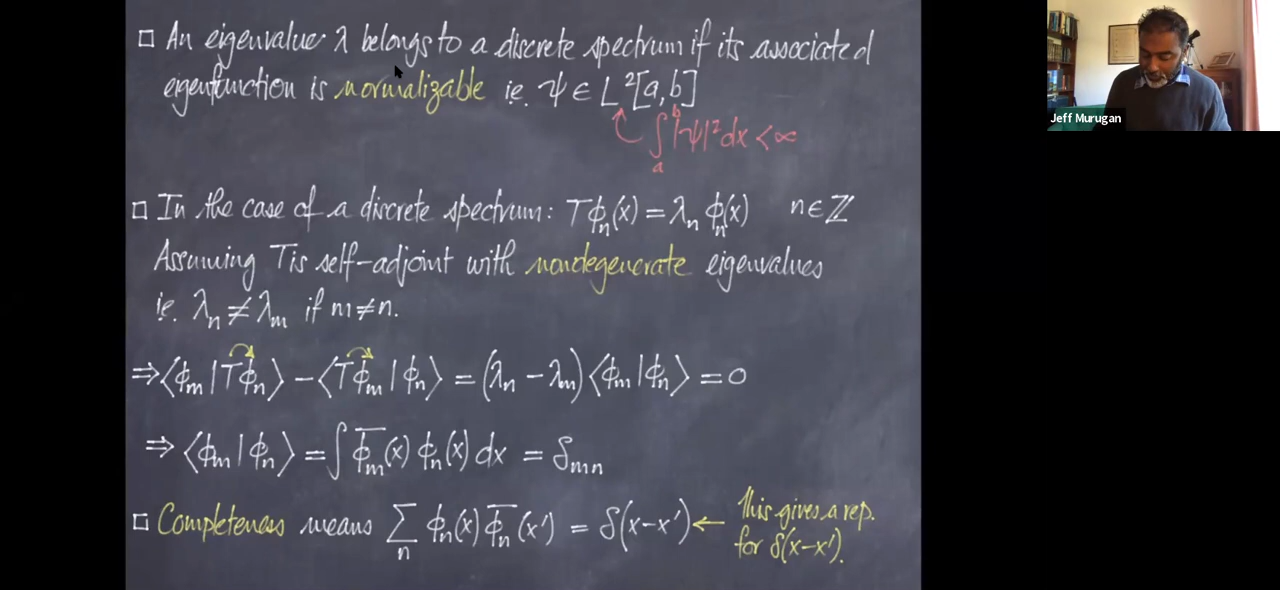 □ An eigenvalue λ belongs to a discrete spectrum if its associated
eigenfunction is normalizable i.e. ψ ∈ L²[a,b]
∫ₐᵇ |ψ|² dx < ∞
□ In the case of a discrete spectrum: Tϕₙ(x) = λₙ ϕₙ(x) n∈ℤ
Assuming T is self-adjoint with nondegenerate eigenvalues
i.e. λₙ ≠ λₘ if m≠n.
⇒ ⟨ϕₘ|Tϕₙ⟩ − ⟨Tϕₘ|ϕₙ⟩ = (λₙ − λₘ)⟨ϕₘ|ϕₙ⟩ = 0
⇒ ⟨ϕₘ|ϕₙ⟩ = ∫ ϕ̅ₘ(x) ϕₙ(x) dx = δₘₙ
□ Completeness means ∑ₙ ϕₙ(x) ϕ̅ₙ(x') = δ(x−x') ← This gives a rep.
for δ(x−x').
Jeff Murugan